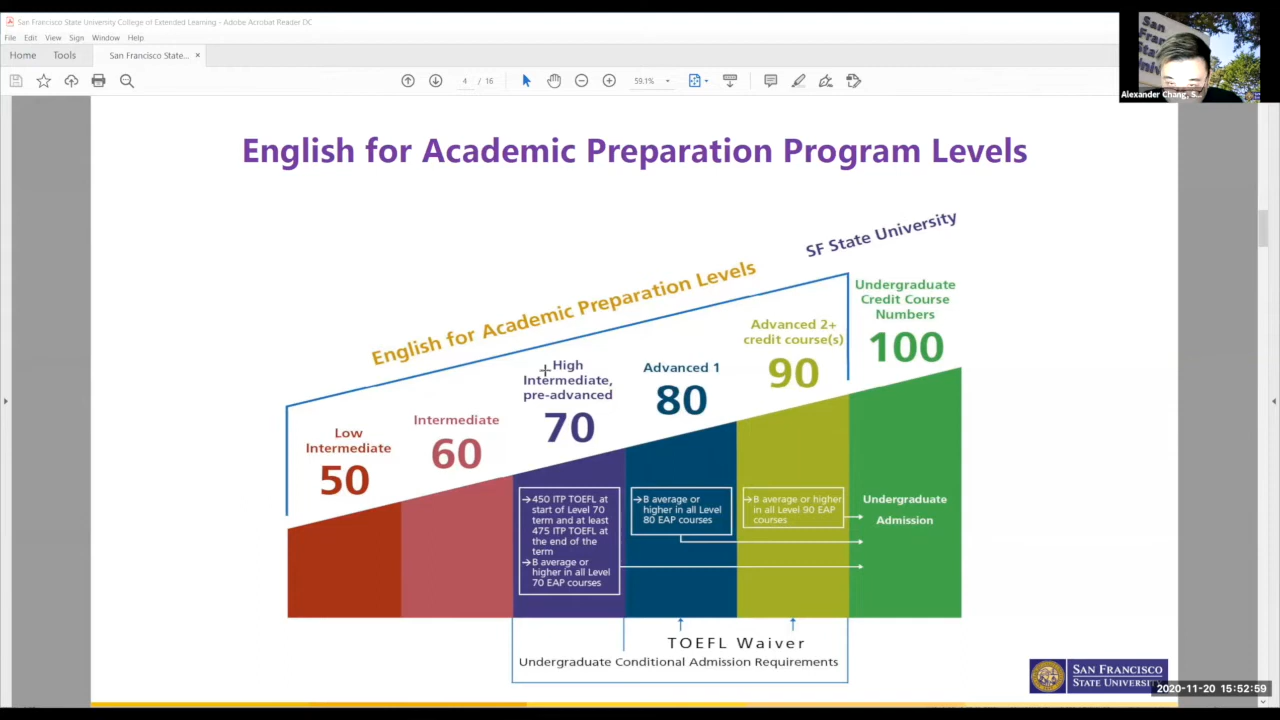 San Francisco State University College of Extended Learning - Adobe Acrobat Reader DC
File Edit View Sign Window Help
Home Tools San Francisco State... ×
4 / 16 59.1%
San
Alexander Chang, S...
English for Academic Preparation Program Levels
SF State University
English for Academic Preparation Levels
Undergraduate
Credit Course
Numbers
100
Advanced 2+
credit course(s)
90
Advanced 1
80
High
Intermediate,
pre-advanced
70
Intermediate
60
Low
Intermediate
50
→450 ITP TOEFL at
start of Level 70
term and at least
475 ITP TOEFL at
the end of the
term
→B average or
higher in all Level
70 EAP courses
→B average or
higher in all Level
80 EAP courses
→B average or higher
in all Level 90 EAP
courses
Undergraduate
Admission
TOEFL Waiver
Undergraduate Conditional Admission Requirements
SAN FRANCISCO
STATE UNIVERSITY
2020-11-20 15:52:59